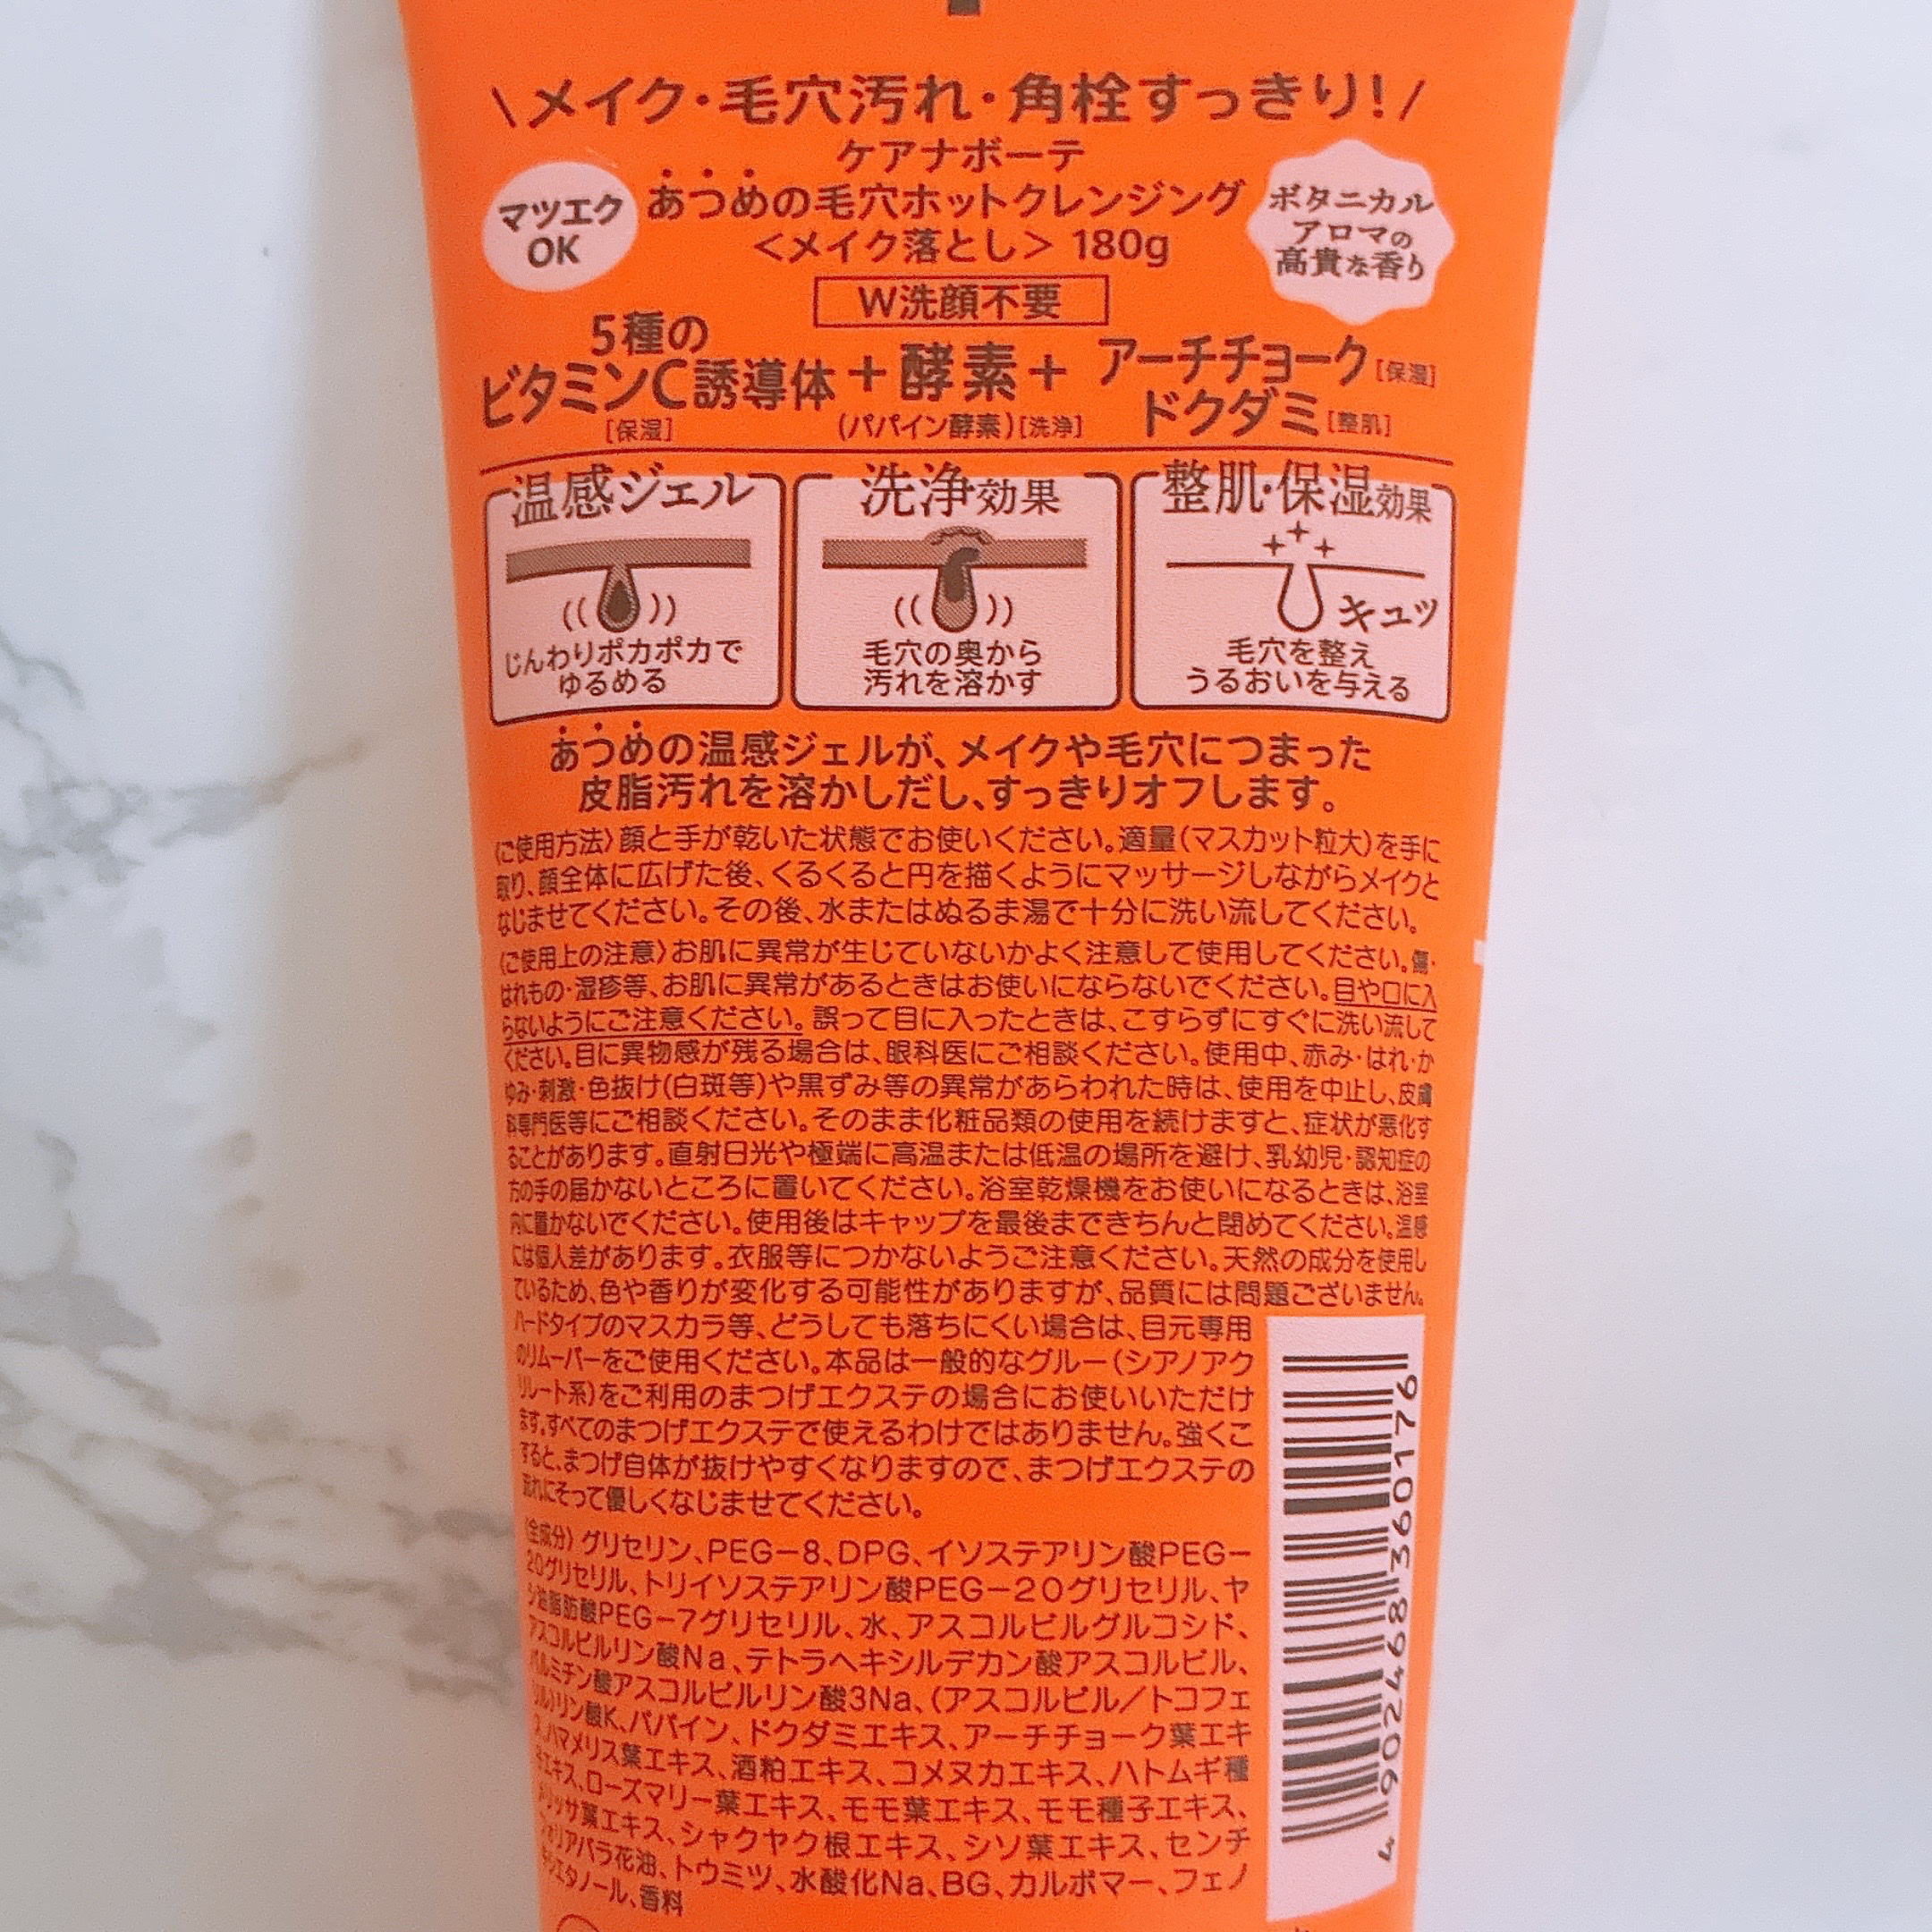 \メイク・毛穴汚れ・角栓すっきり!/
ケアナボーテ
あつめの毛穴ホットクレンジング
<メイク落とし> 180g
マツエク
OK
ボタニカル
アロマの
高貴な香り
W洗顔不要
5種の
ビタミンC誘導体
[保湿]
+
酵素
(パパイン酵素)[洗浄]
+
アーチチョーク[保湿]
ドクダミ[整肌]
温感ジェル
じんわりポカポカで
ゆるめる
洗浄効果
毛穴の奥から
汚れを溶かす
整肌・保湿効果
キュッ
毛穴を整え
うるおいを与える
あつめの温感ジェルが、メイクや毛穴につまった
皮脂汚れを溶かしだし、すっきりオフします。
〈ご使用方法〉顔と手が乾いた状態でお使いください。適量(マスカット粒大)を手に
取り、顔全体に広げた後、くるくると円を描くようにマッサージしながらメイクと
なじませてください。その後、水またはぬるま湯で十分に洗い流してください。
〈ご使用上の注意〉お肌に異常が生じていないかよく注意して使用してください。傷・
はれもの・湿疹等、お肌に異常があるときはお使いにならないでください。目や口に入
らないようにご注意ください。誤って目に入ったときは、こすらずにすぐに洗い流して
ください。目に異物感が残る場合は、眼科医にご相談ください。使用中、赤み・はれ・か
ゆみ・刺激・色抜け(白斑等)や黒ずみ等の異常があらわれた時は、使用を中止し、皮膚
科専門医等にご相談ください。そのまま化粧品類の使用を続けますと、症状が悪化す
ることがあります。直射日光や極端に高温または低温の場所を避け、乳幼児・認知症の
方の手の届かないところに置いてください。浴室乾燥機をお使いになるときは、浴室
内に置かないでください。使用後はキャップを最後まできちんと閉めてください。温感
には個人差があります。衣服等につかないようご注意ください。天然の成分を使用し
ているため、色や香りが変化する可能性がありますが、品質には問題ございません。
ハードタイプのマスカラ等、どうしても落ちにくい場合は、目元専用
のリムーバーをご使用ください。本品は一般的なグルー(シアノアク
リレート系)をご利用のまつげエクステの場合にお使いいただけ
ます。すべてのまつげエクステで使えるわけではありません。強くこ
すると、まつげ自体が抜けやすくなりますので、まつげエクステの
流れにそって優しくなじませてください。
〈全成分〉グリセリン、PEG-8、DPG、イソステアリン酸PEG-
20グリセリル、トリイソステアリン酸PEG-20グリセリル、ヤ
シ油脂肪酸PEG-7グリセリル、水、アスコルビルグルコシド、
アスコルビルリン酸Na、テトラヘキシルデカン酸アスコルビル、
パルミチン酸アスコルビルリン酸3Na、(アスコルビル/トコフェ
リル)リン酸K、パパイン、ドクダミエキス、アーチチョーク葉エキ
ス、ハマメリス葉エキス、酒粕エキス、コメヌカエキス、ハトムギ種
子エキス、ローズマリー葉エキス、モモ葉エキス、モモ種子エキス、
メリッサ葉エキス、シャクヤク根エキス、シソ葉エキス、センチ
フォリアバラ花油、トウミツ、水酸化Na、BG、カルボマー、フェノ
キシエタノール、香料
4 902468 360176